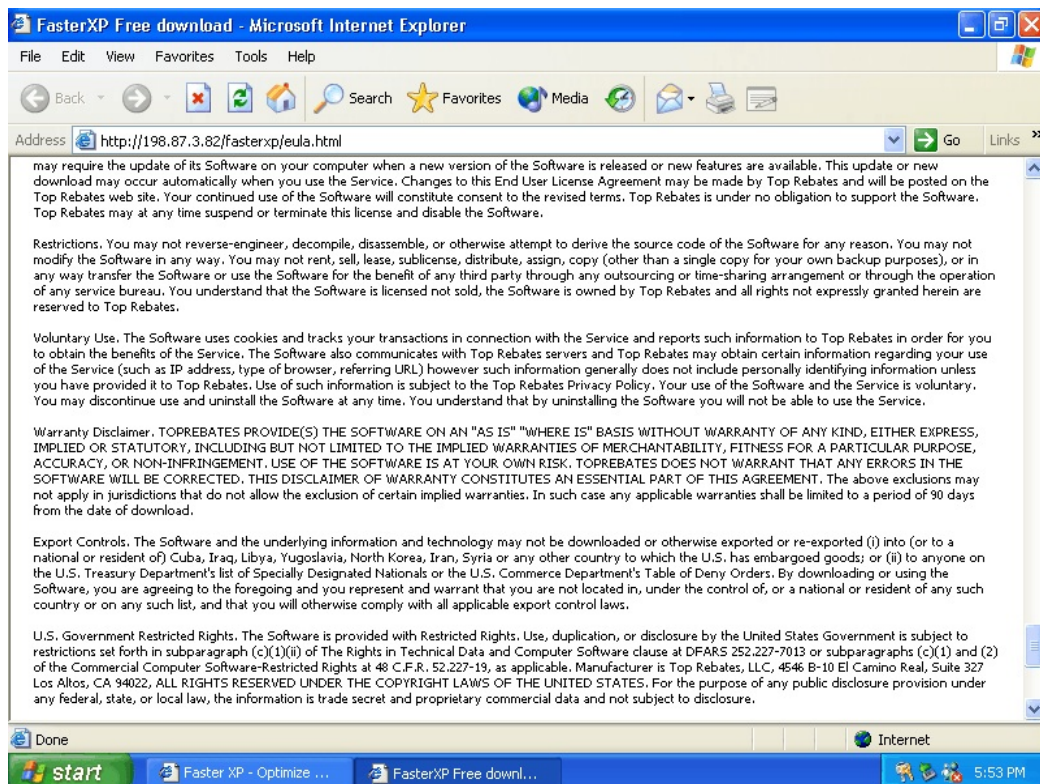 FasterXP Free download - Microsoft Internet Explorer
File Edit View Favorites Tools Help
Back Search Favorites Media
Address http://198.87.3.82/fasterxp/eula.html Go Links »
may require the update of its Software on your computer when a new version of the Software is released or new features are available. This update or new
download may occur automatically when you use the Service. Changes to this End User License Agreement may be made by Top Rebates and will be posted on the
Top Rebates web site. Your continued use of the Software will constitute consent to the revised terms. Top Rebates is under no obligation to support the Software.
Top Rebates may at any time suspend or terminate this license and disable the Software.
Restrictions. You may not reverse-engineer, decompile, disassemble, or otherwise attempt to derive the source code of the Software for any reason. You may not
modify the Software in any way. You may not rent, sell, lease, sublicense, distribute, assign, copy (other than a single copy for your own backup purposes), or in
any way transfer the Software or use the Software for the benefit of any third party through any outsourcing or time-sharing arrangement or through the operation
of any service bureau. You understand that the Software is licensed not sold, the Software is owned by Top Rebates and all rights not expressly granted herein are
reserved to Top Rebates.
Voluntary Use. The Software uses cookies and tracks your transactions in connection with the Service and reports such information to Top Rebates in order for you
to obtain the benefits of the Service. The Software also communicates with Top Rebates servers and Top Rebates may obtain certain information regarding your use
of the Service (such as IP address, type of browser, referring URL) however such information generally does not include personally identifying information unless
you have provided it to Top Rebates. Use of such information is subject to the Top Rebates Privacy Policy. Your use of the Software and the Service is voluntary.
You may discontinue use and uninstall the Software at any time. You understand that by uninstalling the Software you will not be able to use the Service.
Warranty Disclaimer. TOPREBATES PROVIDE(S) THE SOFTWARE ON AN "AS IS" "WHERE IS" BASIS WITHOUT WARRANTY OF ANY KIND, EITHER EXPRESS,
IMPLIED OR STATUTORY, INCLUDING BUT NOT LIMITED TO THE IMPLIED WARRANTIES OF MERCHANTABILITY, FITNESS FOR A PARTICULAR PURPOSE,
ACCURACY, OR NON-INFRINGEMENT. USE OF THE SOFTWARE IS AT YOUR OWN RISK. TOPREBATES DOES NOT WARRANT THAT ANY ERRORS IN THE
SOFTWARE WILL BE CORRECTED. THIS DISCLAIMER OF WARRANTY CONSTITUTES AN ESSENTIAL PART OF THIS AGREEMENT. The above exclusions may
not apply in jurisdictions that do not allow the exclusion of certain implied warranties. In such case any applicable warranties shall be limited to a period of 90 days
from the date of download.
Export Controls. The Software and the underlying information and technology may not be downloaded or otherwise exported or re-exported (i) into (or to a
national or resident of) Cuba, Iraq, Libya, Yugoslavia, North Korea, Iran, Syria or any other country to which the U.S. has embargoed goods; or (ii) to anyone on
the U.S. Treasury Department's list of Specially Designated Nationals or the U.S. Commerce Department's Table of Deny Orders. By downloading or using the
Software, you are agreeing to the foregoing and you represent and warrant that you are not located in, under the control of, or a national or resident of any such
country or on any such list, and that you will otherwise comply with all applicable export control laws.
U.S. Government Restricted Rights. The Software is provided with Restricted Rights. Use, duplication, or disclosure by the United States Government is subject to
restrictions set forth in subparagraph (c)(1)(ii) of The Rights in Technical Data and Computer Software clause at DFARS 252.227-7013 or subparagraphs (c)(1) and (2)
of the Commercial Computer Software-Restricted Rights at 48 C.F.R. 52.227-19, as applicable. Manufacturer is Top Rebates, LLC, 4546 B-10 El Camino Real, Suite 327
Los Altos, CA 94022, ALL RIGHTS RESERVED UNDER THE COPYRIGHT LAWS OF THE UNITED STATES. For the purpose of any public disclosure provision under
any federal, state, or local law, the information is trade secret and proprietary commercial data and not subject to disclosure.
Done Internet
start Faster XP - Optimize ... FasterXP Free downl... 5:53 PM